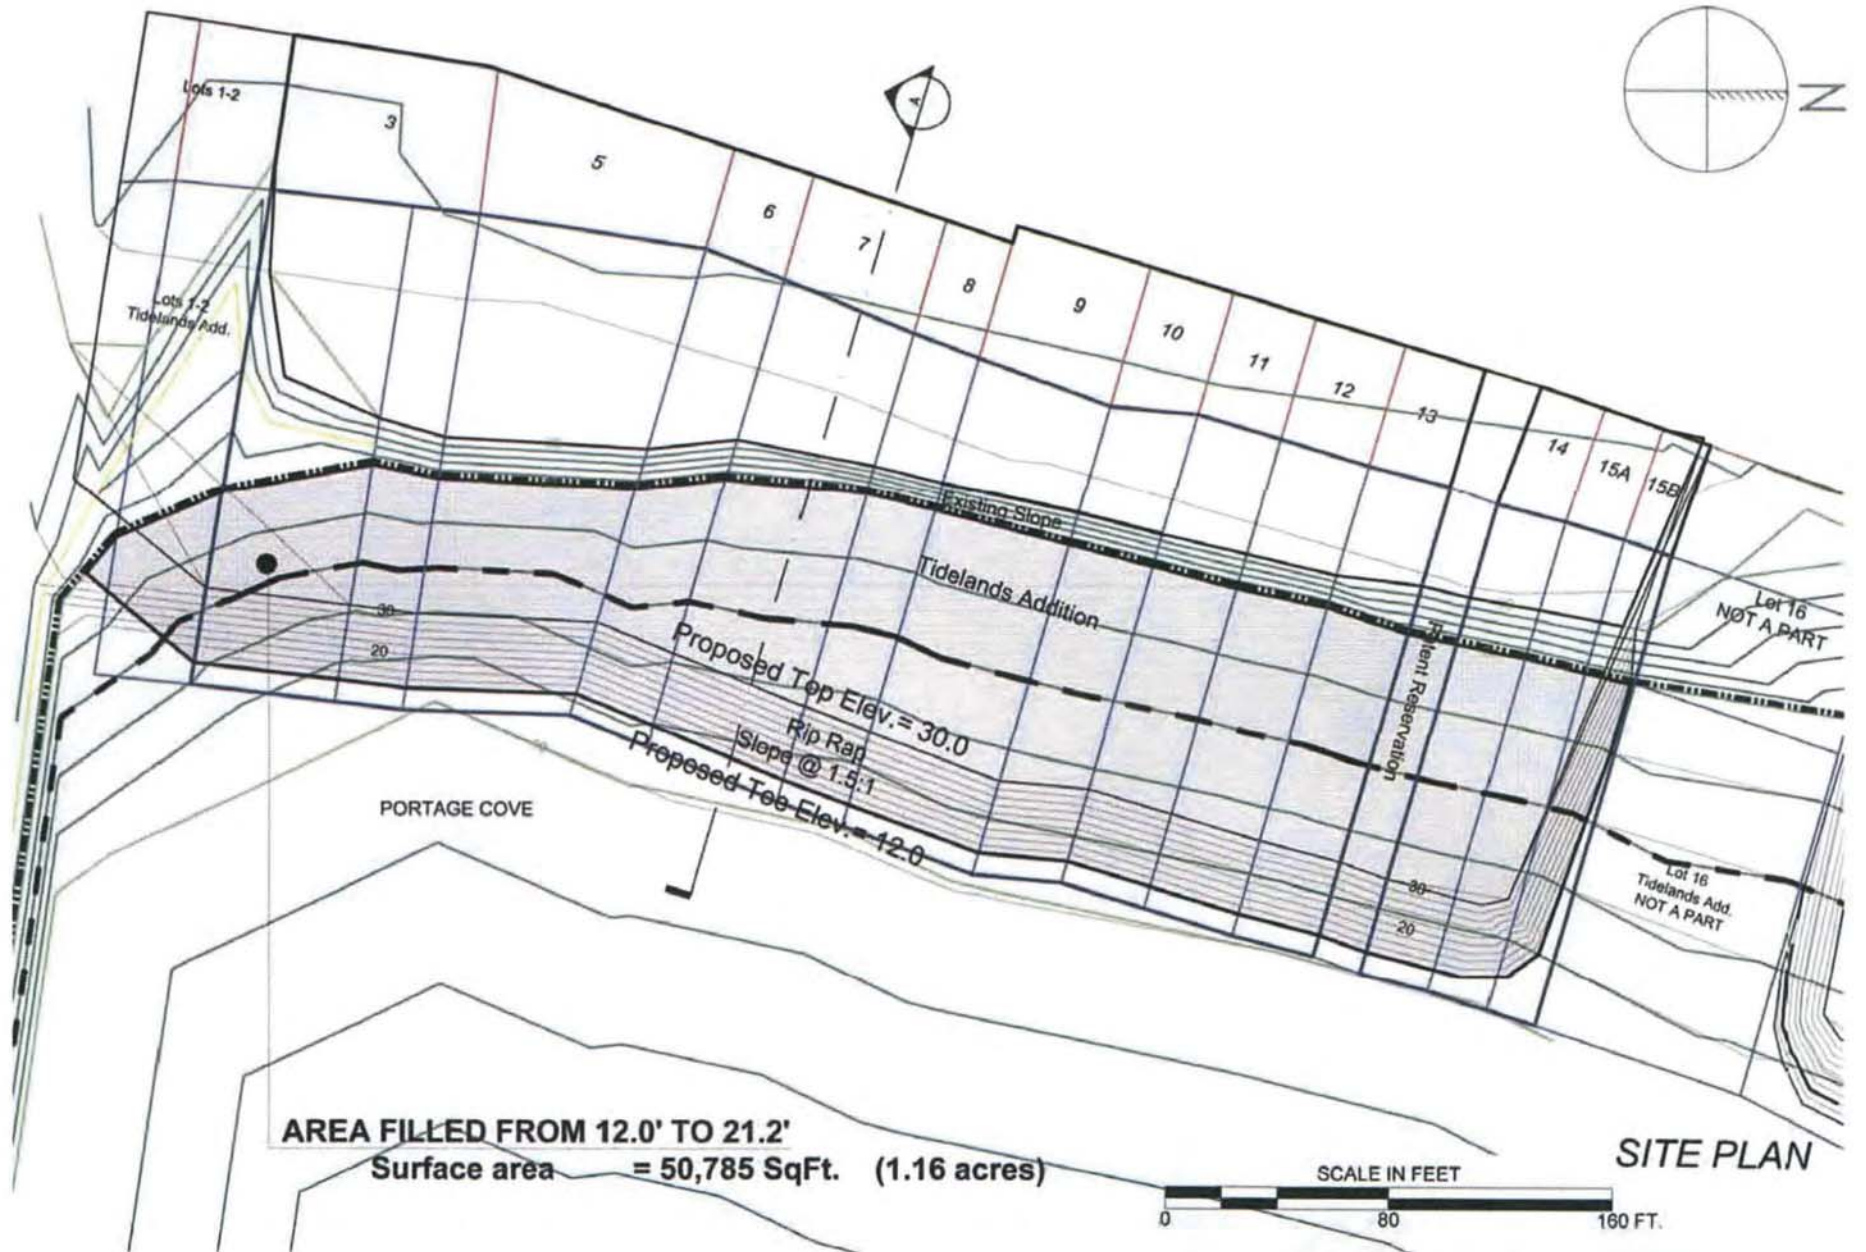 Lots 1-2
3
5
6
7
8
9
10
11
12
13
14
15A
15B
A
N
Lots 1-2
Tidelands Add.
Existing Slope
Tidelands Addition
Lot 16
NOT A PART
30
20
Proposed Top Elev.= 30.0
Rip Rap
Slope @ 1.5:1
Proposed Toe Elev.= 12.0
Reservation
PORTAGE COVE
30
20
Lot 16
Tidelands Add.
NOT A PART
AREA FILLED FROM 12.0' TO 21.2'
Surface area = 50,785 SqFt. (1.16 acres)
SITE PLAN
SCALE IN FEET
0 80 160 FT.